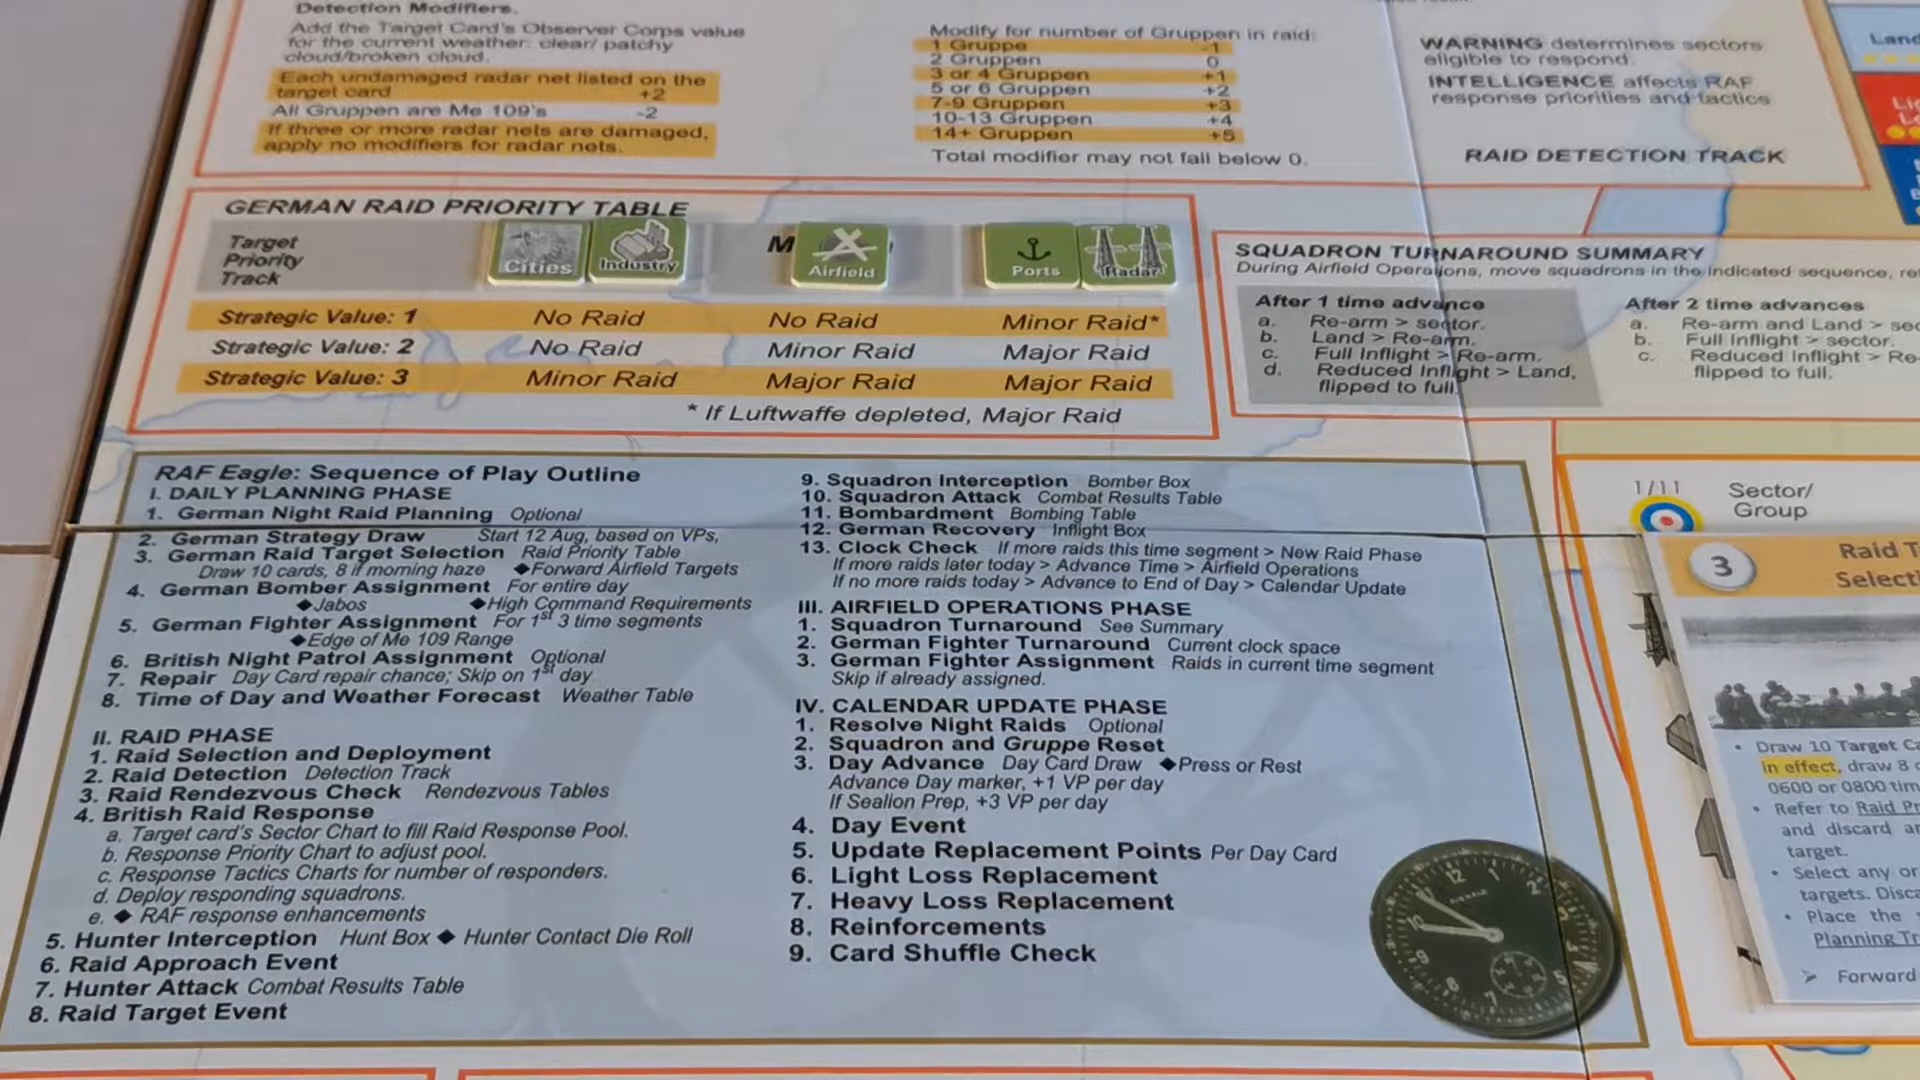 Detection Modifiers.
Add the Target Card's Observer Corps value
for the current weather: clear/ patchy
cloud/broken cloud.
Each undamaged radar net listed on the
target card +2
All Gruppen are Me 109's -2
If three or more radar nets are damaged,
apply no modifiers for radar nets.
Modify for number of Gruppen in raid:
1 Gruppe -1
2 Gruppen 0
3 or 4 Gruppen +1
5 or 6 Gruppen +2
7-9 Gruppen +3
10-13 Gruppen +4
14+ Gruppen +5
Total modifier may not fall below 0.
WARNING determines sectors
eligible to respond.
INTELLIGENCE affects RAF
response priorities and tactics
RAID DETECTION TRACK
Land
GERMAN RAID PRIORITY TABLE
Target
Priority
Track
Cities
Industry
M
Airfield
Ports
Radar
Strategic Value: 1 No Raid No Raid Minor Raid*
Strategic Value: 2 No Raid Minor Raid Major Raid
Strategic Value: 3 Minor Raid Major Raid Major Raid
* If Luftwaffe depleted, Major Raid
SQUADRON TURNAROUND SUMMARY
During Airfield Operations, move squadrons in the indicated sequence, re
After 1 time advance
a. Re-arm > sector.
b. Land > Re-arm.
c. Full Inflight > Re-arm.
d. Reduced Inflight > Land,
flipped to full.
After 2 time advances
a. Re-arm and Land > sec
b. Full Inflight > sector.
c. Reduced Inflight > Re-
flipped to full.
RAF Eagle: Sequence of Play Outline
I. DAILY PLANNING PHASE
1. German Night Raid Planning Optional
2. German Strategy Draw Start 12 Aug, based on VPs,
3. German Raid Target Selection Raid Priority Table
Draw 10 cards, 8 if morning haze ◆Forward Airfield Targets
4. German Bomber Assignment For entire day
◆Jabos ◆High Command Requirements
5. German Fighter Assignment For 1st 3 time segments
◆Edge of Me 109 Range
6. British Night Patrol Assignment Optional
7. Repair Day Card repair chance; Skip on 1st day
8. Time of Day and Weather Forecast Weather Table
II. RAID PHASE
1. Raid Selection and Deployment
2. Raid Detection Detection Track
3. Raid Rendezvous Check Rendezvous Tables
4. British Raid Response
a. Target card's Sector Chart to fill Raid Response Pool.
b. Response Priority Chart to adjust pool.
c. Response Tactics Charts for number of responders.
d. Deploy responding squadrons.
e. ◆ RAF response enhancements
5. Hunter Interception Hunt Box ◆ Hunter Contact Die Roll
6. Raid Approach Event
7. Hunter Attack Combat Results Table
8. Raid Target Event
9. Squadron Interception Bomber Box
10. Squadron Attack Combat Results Table
11. Bombardment Bombing Table
12. German Recovery Inflight Box
13. Clock Check If more raids this time segment > New Raid Phase
If more raids later today > Advance Time > Airfield Operations
If no more raids today > Advance to End of Day > Calendar Update
III. AIRFIELD OPERATIONS PHASE
1. Squadron Turnaround See Summary
2. German Fighter Turnaround Current clock space
3. German Fighter Assignment Raids in current time segment
Skip if already assigned.
IV. CALENDAR UPDATE PHASE
1. Resolve Night Raids Optional
2. Squadron and Gruppe Reset
3. Day Advance Day Card Draw ◆Press or Rest
Advance Day marker, +1 VP per day
If Sealion Prep, +3 VP per day
4. Day Event
5. Update Replacement Points Per Day Card
6. Light Loss Replacement
7. Heavy Loss Replacement
8. Reinforcements
9. Card Shuffle Check
1/11
Sector/
Group
3
Raid T
Selecti
• Draw 10 Target Ca
in effect, draw 8 c
0600 or 0800 tim
• Refer to Raid Pr
and discard an
target.
• Select any or
targets. Disca
• Place the
Planning Tr
➤ Forward